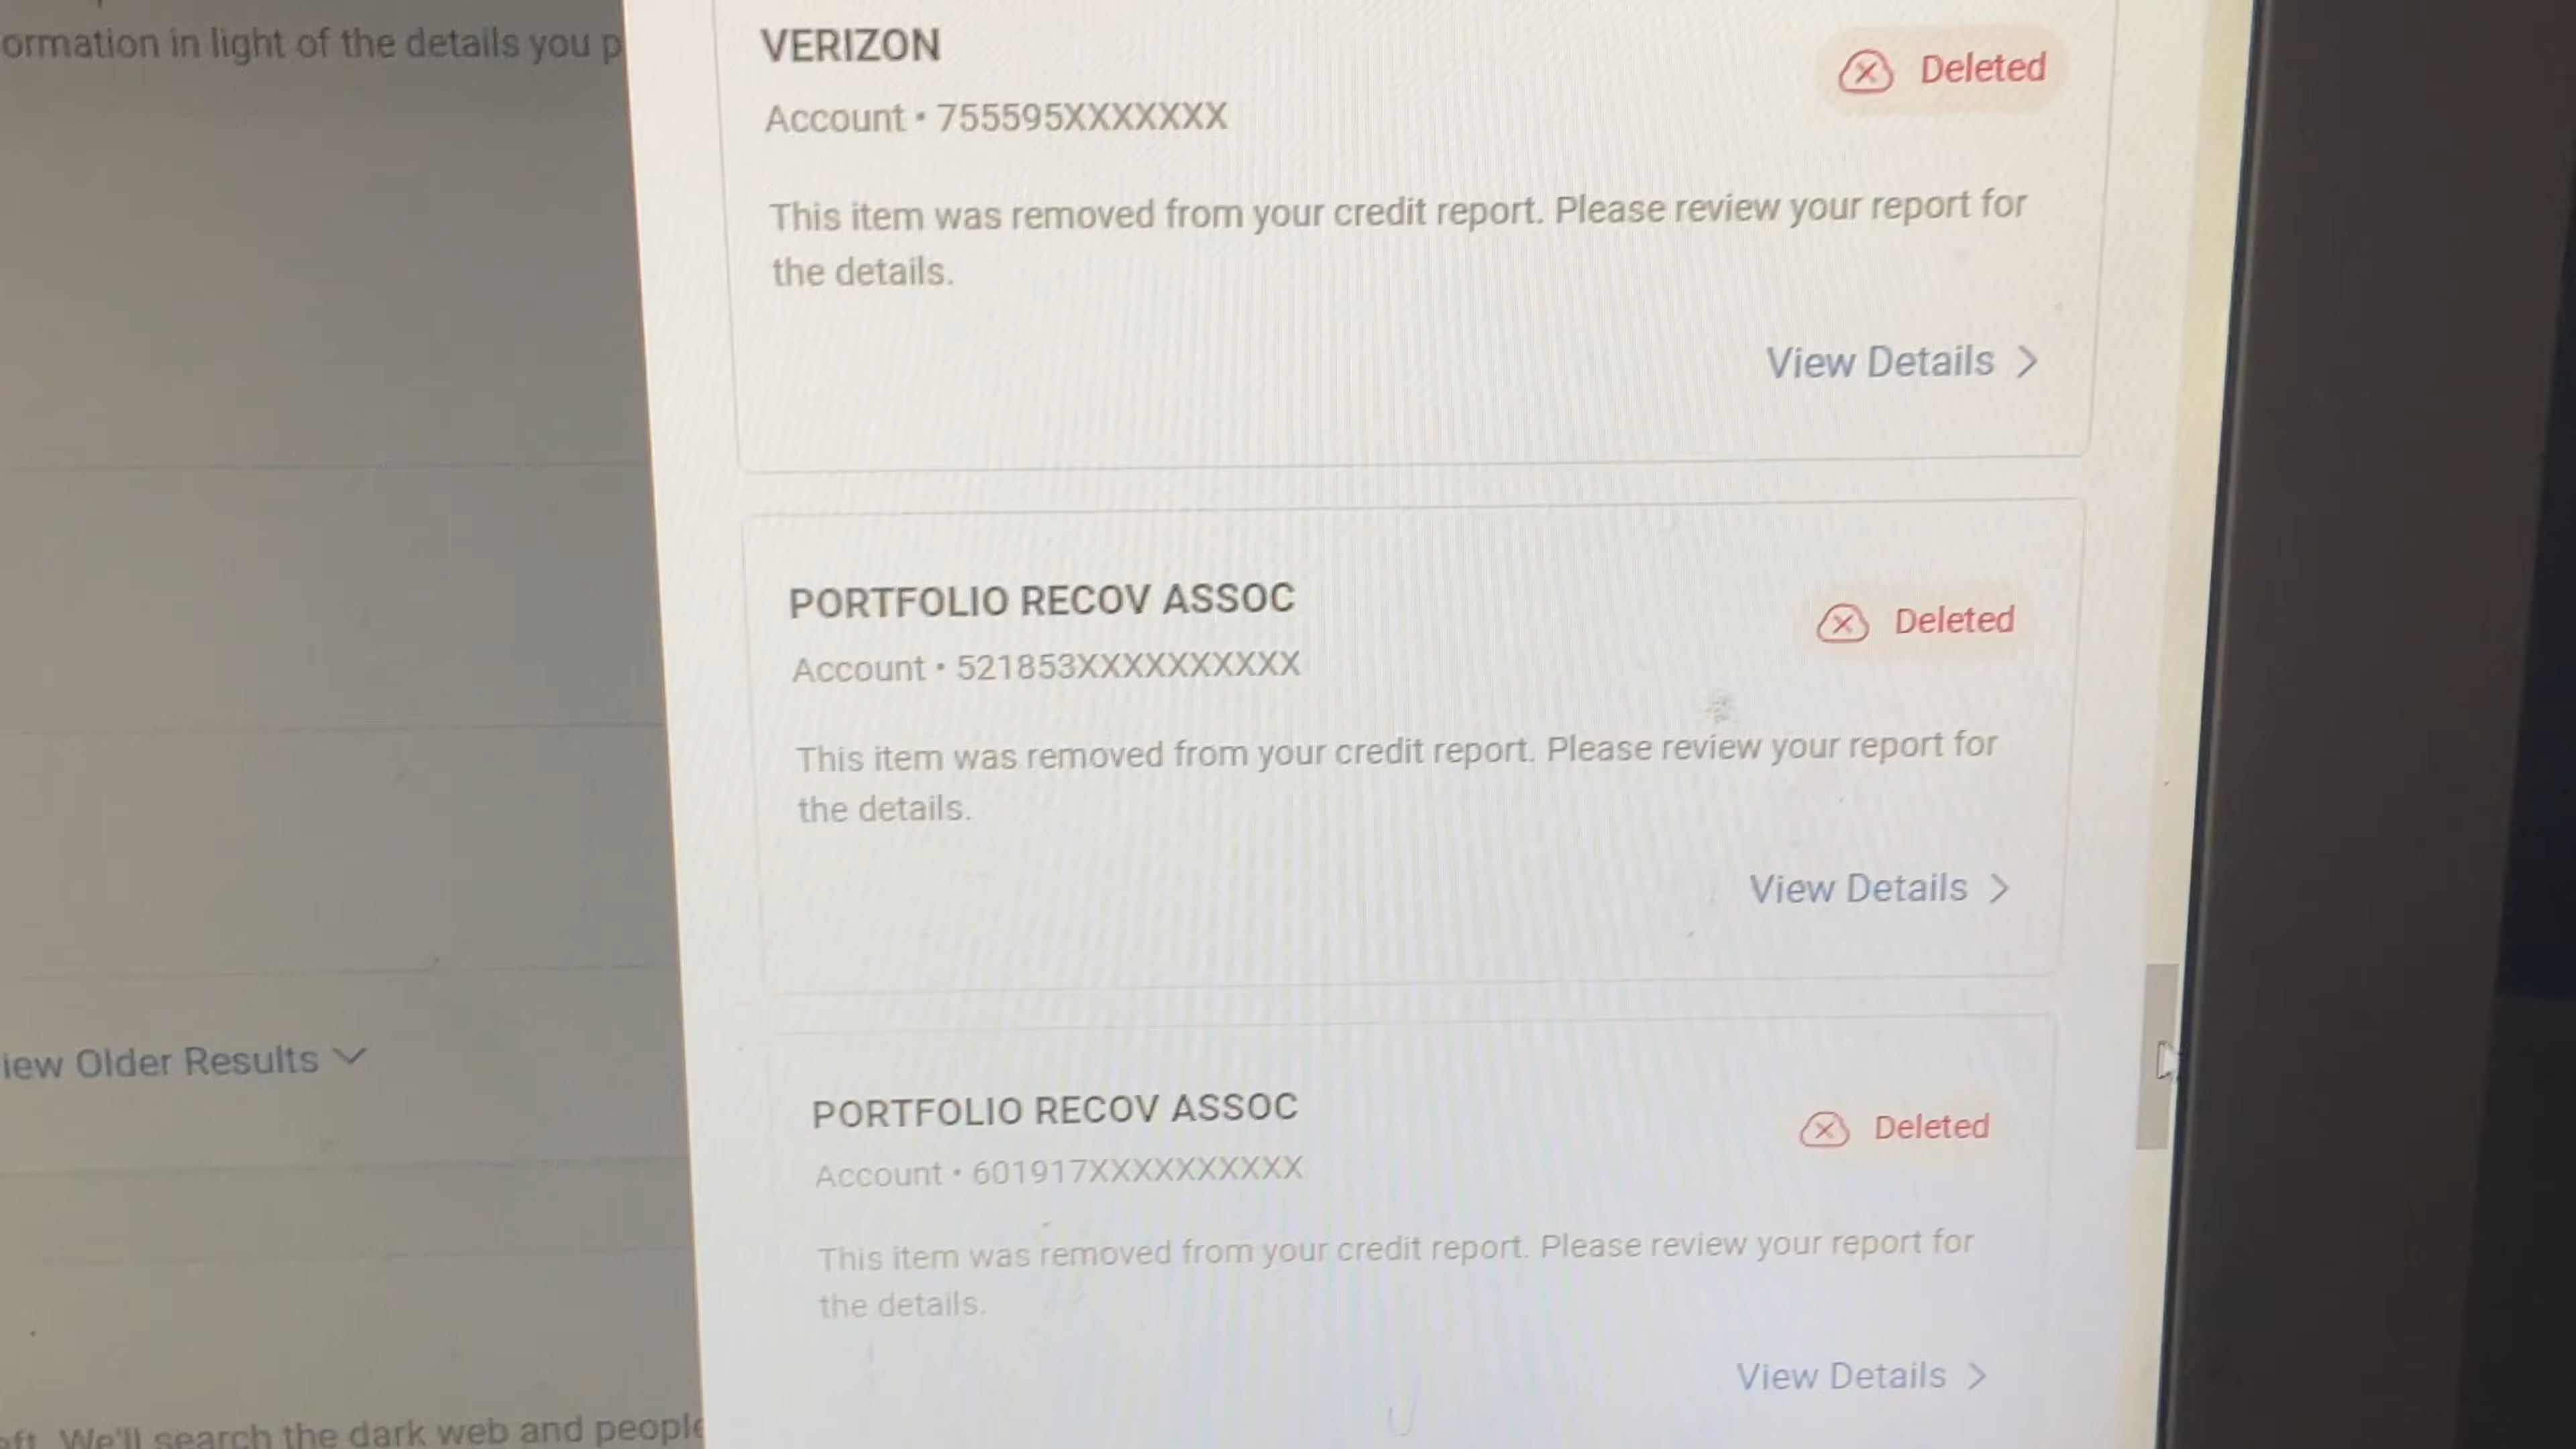 ormation in light of the details you p
VERIZON
Deleted
Account • 755595XXXXXXX
This item was removed from your credit report. Please review your report for
the details.
View Details >
PORTFOLIO RECOV ASSOC
Deleted
Account • 521853XXXXXXXXXX
This item was removed from your credit report. Please review your report for
the details.
View Details >
iew Older Results
PORTFOLIO RECOV ASSOC
Deleted
Account • 601917XXXXXXXXXX
This item was removed from your credit report. Please review your report for
the details.
View Details >
eft. We'll search the dark web and people